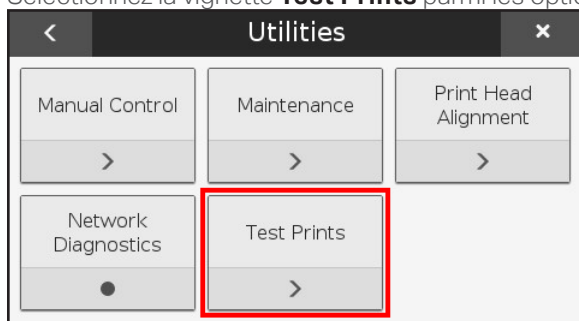 Sélectionnez la vignette Test Prints parmi les optio
< Utilities ×
Manual Control
Maintenance
Print Head
Alignment
Network
Diagnostics
Test Prints